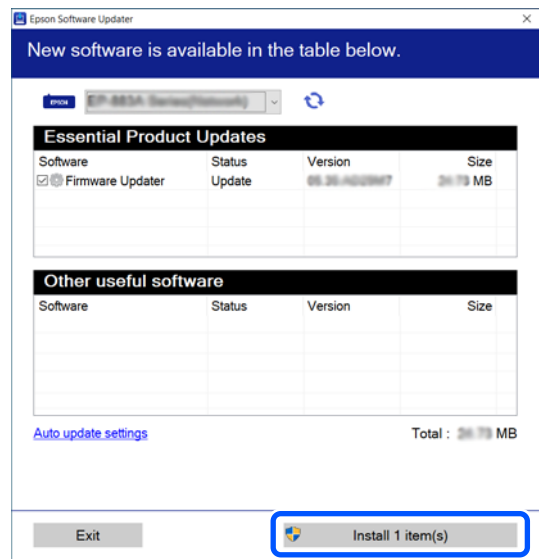 Epson Software Updater
New software is available in the table below.
EPSON
Essential Product Updates
Software Status Version Size
Firmware Updater Update MB
Other useful software
Software Status Version Size
Auto update settings Total : MB
Exit Install 1 item(s)